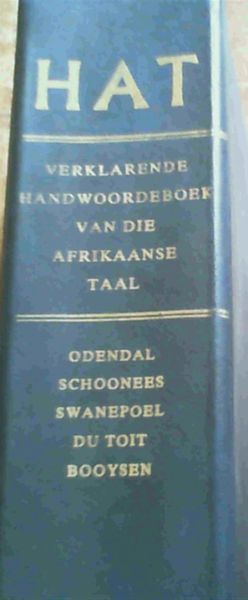 HAT
VERKLARENDE
HANDWOORDEBOEK
VAN DIE
AFRIKAANSE
TAAL
ODENDAL
SCHOONEES
SWANEPOEL
DU TOIT
BOOYSEN